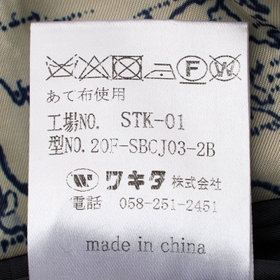 F W
あて布使用
工場NO. STK-01
型NO. 20F-SBCJ03-2B
ワキタ 株式会社
電話 058-251-2451
made in china